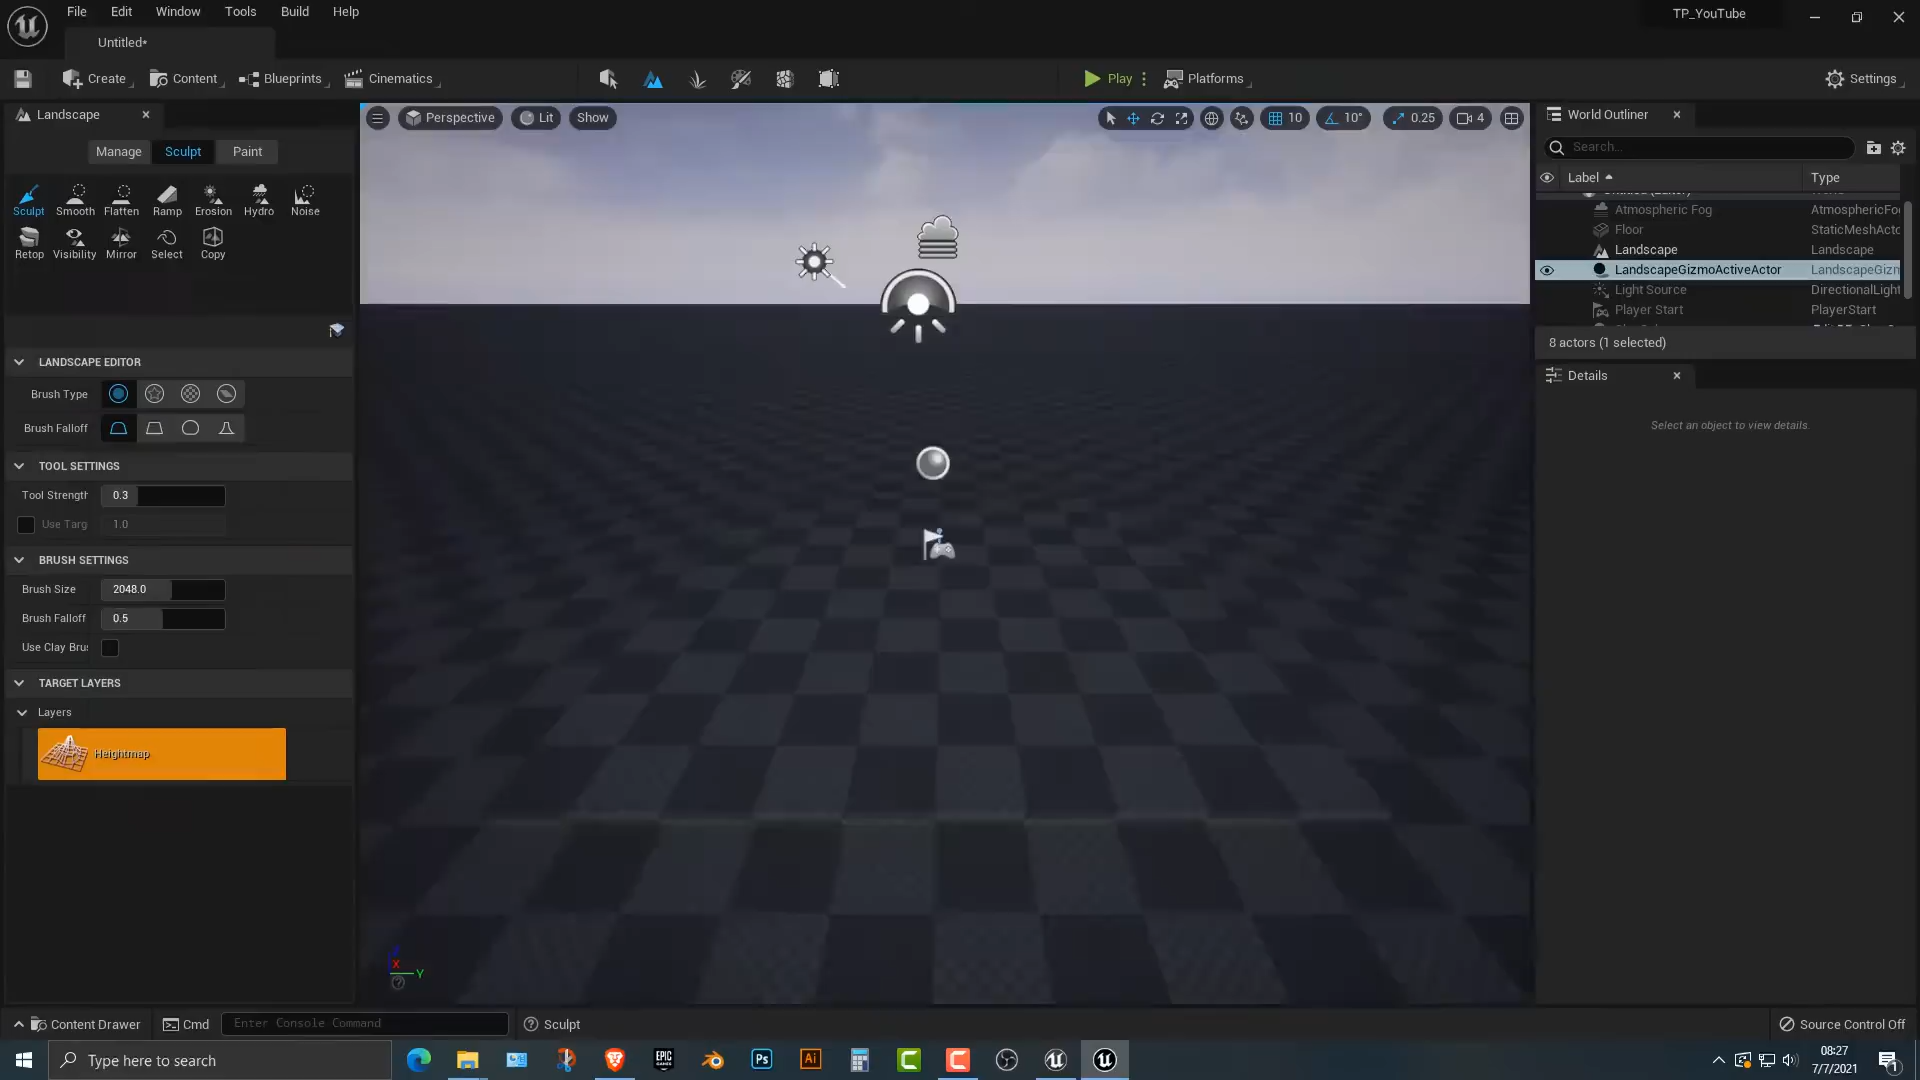 File Edit Window Tools Build Help
TP_YouTube
Untitled*
Create Content Blueprints Cinematics
Play Platforms
Settings
Landscape
Manage Sculpt Paint
Sculpt Smooth Flatten Ramp Erosion Hydro Noise
Retop Visibility Mirror Select Copy
LANDSCAPE EDITOR
Brush Type
Brush Falloff
TOOL SETTINGS
Tool Strength 0.3
Use Targ 1.0
BRUSH SETTINGS
Brush Size 2048.0
Brush Falloff 0.5
Use Clay Brus
TARGET LAYERS
Layers
Heightmap
Perspective Lit Show
10 10° 0.25 4
X Y
World Outliner
Search...
Label Type
Atmospheric Fog AtmosphericFo
Floor StaticMeshActo
Landscape Landscape
LandscapeGizmoActiveActor LandscapeGizm
Light Source DirectionalLight
Player Start PlayerStart
8 actors (1 selected)
Details
Select an object to view details.
Content Drawer Cmd Enter Console Command Sculpt
Source Control Off
Type here to search
EPIC GAMES
Ps Ai
08:27
7/7/2021
1